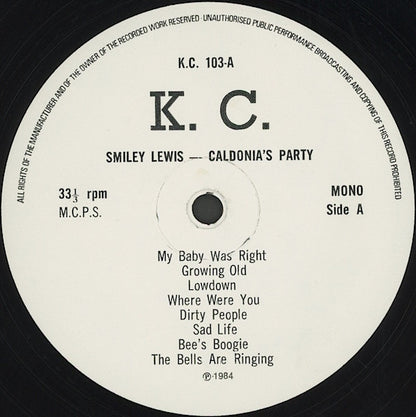 ALL RIGHTS OF THE MANUFACTURER AND OF THE OWNER OF THE RECORDED WORK RESERVED · UNAUTHORISED PUBLIC PERFORMANCE BROADCASTING AND COPYING OF THIS RECORD PROHIBITED
K.C. 103-A
K. C.
SMILEY LEWIS — CALDONIA'S PARTY
33⅓ rpm MONO
M.C.P.S. Side A
My Baby Was Right
Growing Old
Lowdown
Where Were You
Dirty People
Sad Life
Bee's Boogie
The Bells Are Ringing
℗1984